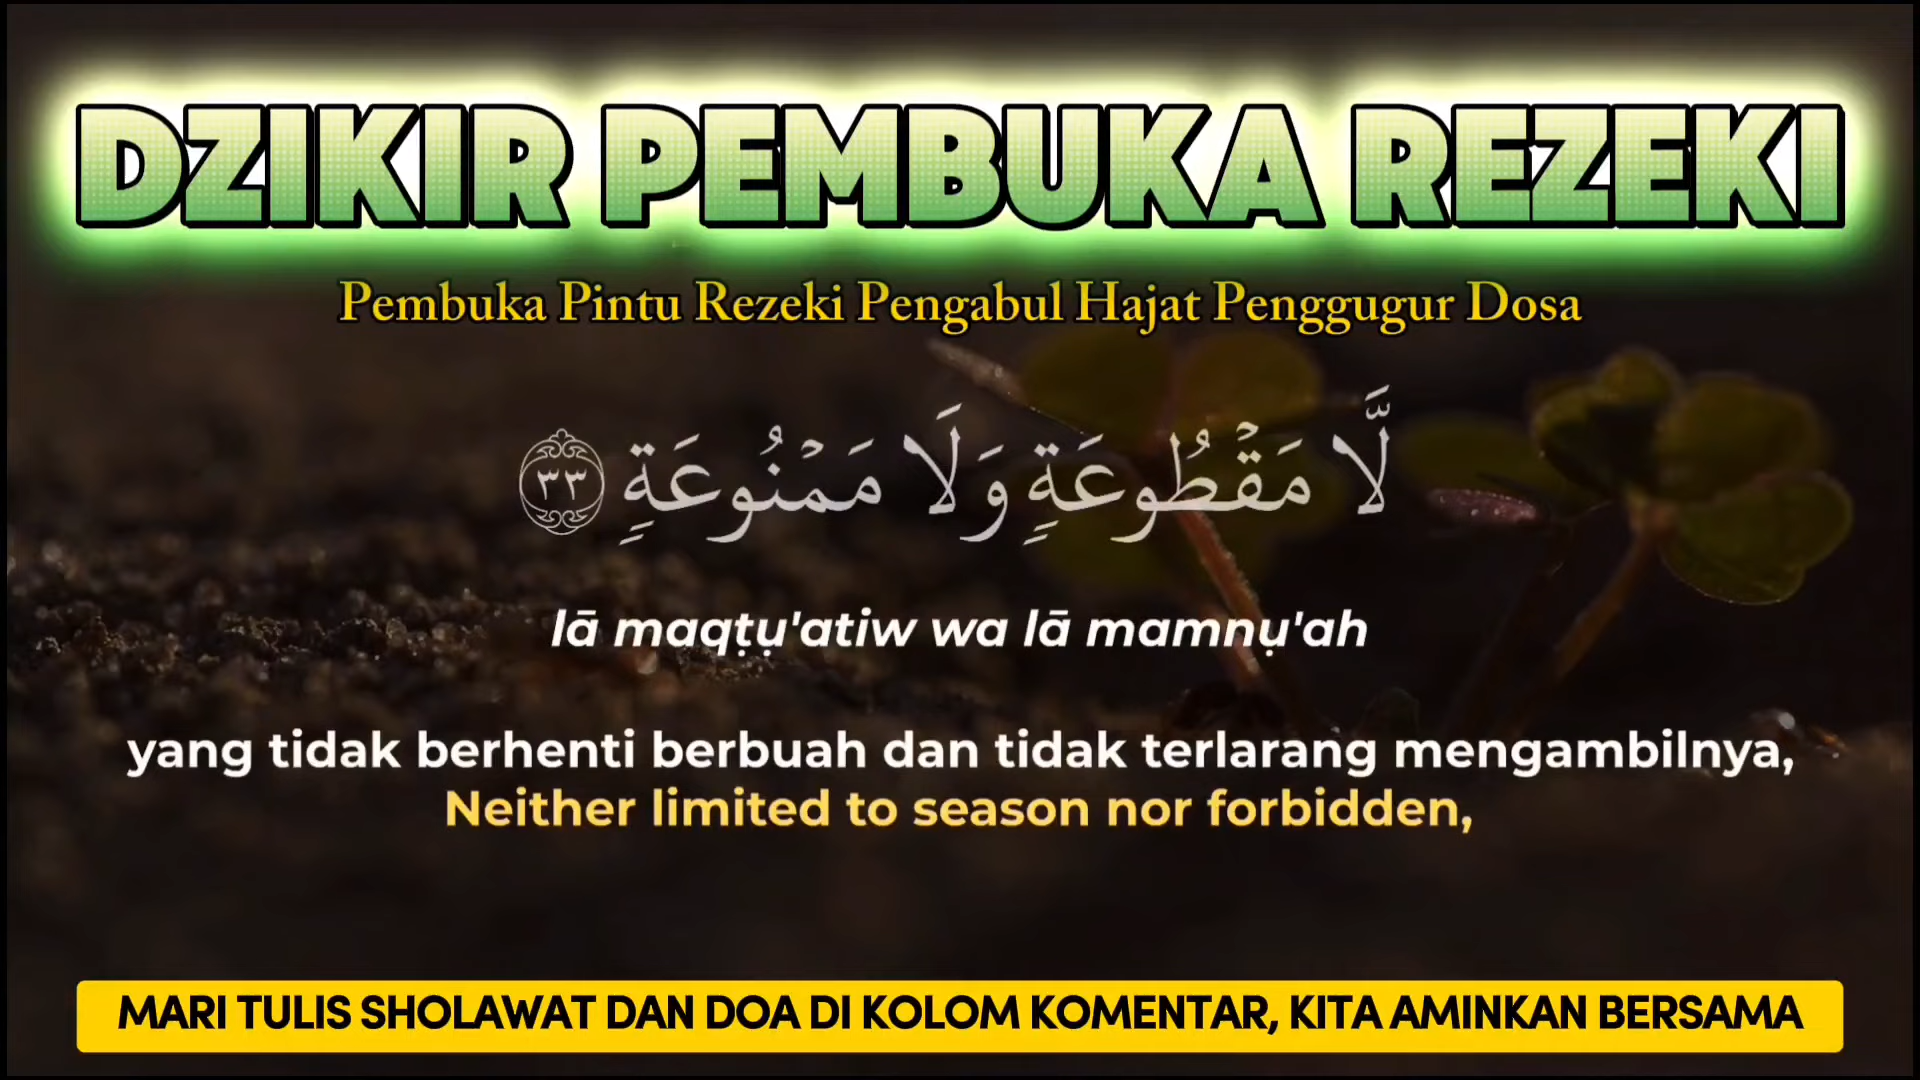 DZIKIR PEMBUKA REZEKI
Pembuka Pintu Rezeki Pengabul Hajat Penggugur Dosa
لَّا مَقْطُوعَةٍ وَلَا مَمْنُوعَةٍ ٣٣
lā maqṭụ'atiw wa lā mamnụ'ah
yang tidak berhenti berbuah dan tidak terlarang mengambilnya,
Neither limited to season nor forbidden,
MARI TULIS SHOLAWAT DAN DOA DI KOLOM KOMENTAR, KITA AMINKAN BERSAMA